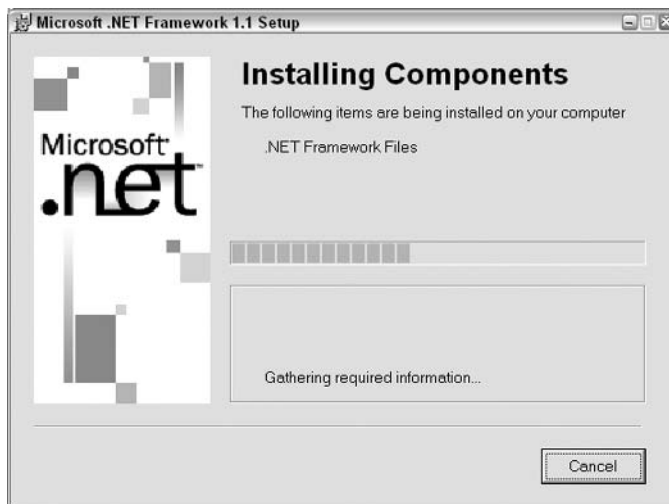 Microsoft .NET Framework 1.1 Setup
Installing Components
The following items are being installed on your computer
.NET Framework Files
Microsoft
.net™
Gathering required information...
Cancel